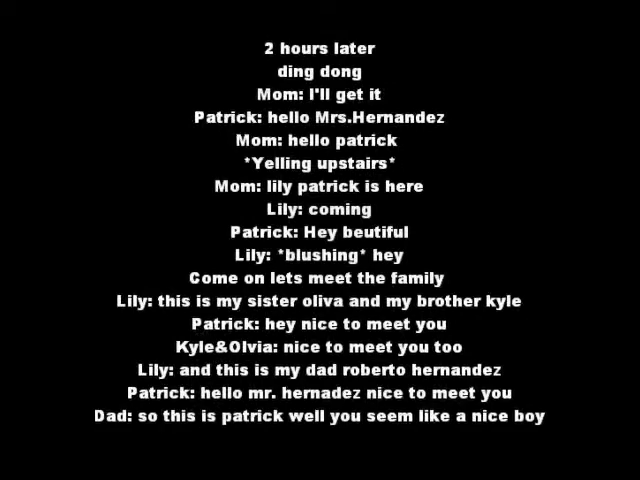 2 hours later
ding dong
Mom: I'll get it
Patrick: hello Mrs.Hernandez
Mom: hello patrick
*Yelling upstairs*
Mom: lily patrick is here
Lily: coming
Patrick: Hey beutiful
Lily: *blushing* hey
Come on lets meet the family
Lily: this is my sister oliva and my brother kyle
Patrick: hey nice to meet you
Kyle&Olvia: nice to meet you too
Lily: and this is my dad roberto hernandez
Patrick: hello mr. hernadez nice to meet you
Dad: so this is patrick well you seem like a nice boy